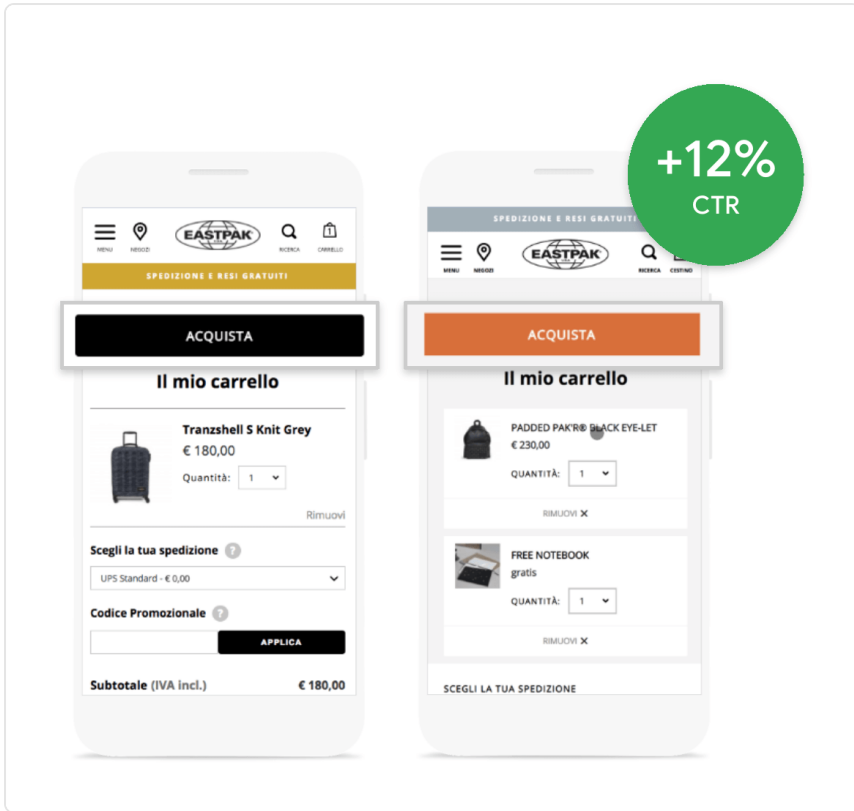 +12%
CTR
MENU
NEGOZI
EASTPAK
RICERCA
1
CARRELLO
SPEDIZIONE E RESI GRATUITI
ACQUISTA
Il mio carrello
Tranzshell S Knit Grey
€ 180,00
Quantità: 1
Rimuovi
Scegli la tua spedizione ?
UPS Standard - € 0,00
Codice Promozionale ?
APPLICA
Subtotale (IVA incl.) € 180,00
SPEDIZIONE E RESI GRATUITI
MENU
NEGOZI
EASTPAK
RICERCA
CESTINO
ACQUISTA
Il mio carrello
PADDED PAK'R® BLACK EYE-LET
€ 230,00
QUANTITÀ: 1
RIMUOVI X
FREE NOTEBOOK
gratis
QUANTITÀ: 1
RIMUOVI X
SCEGLI LA TUA SPEDIZIONE